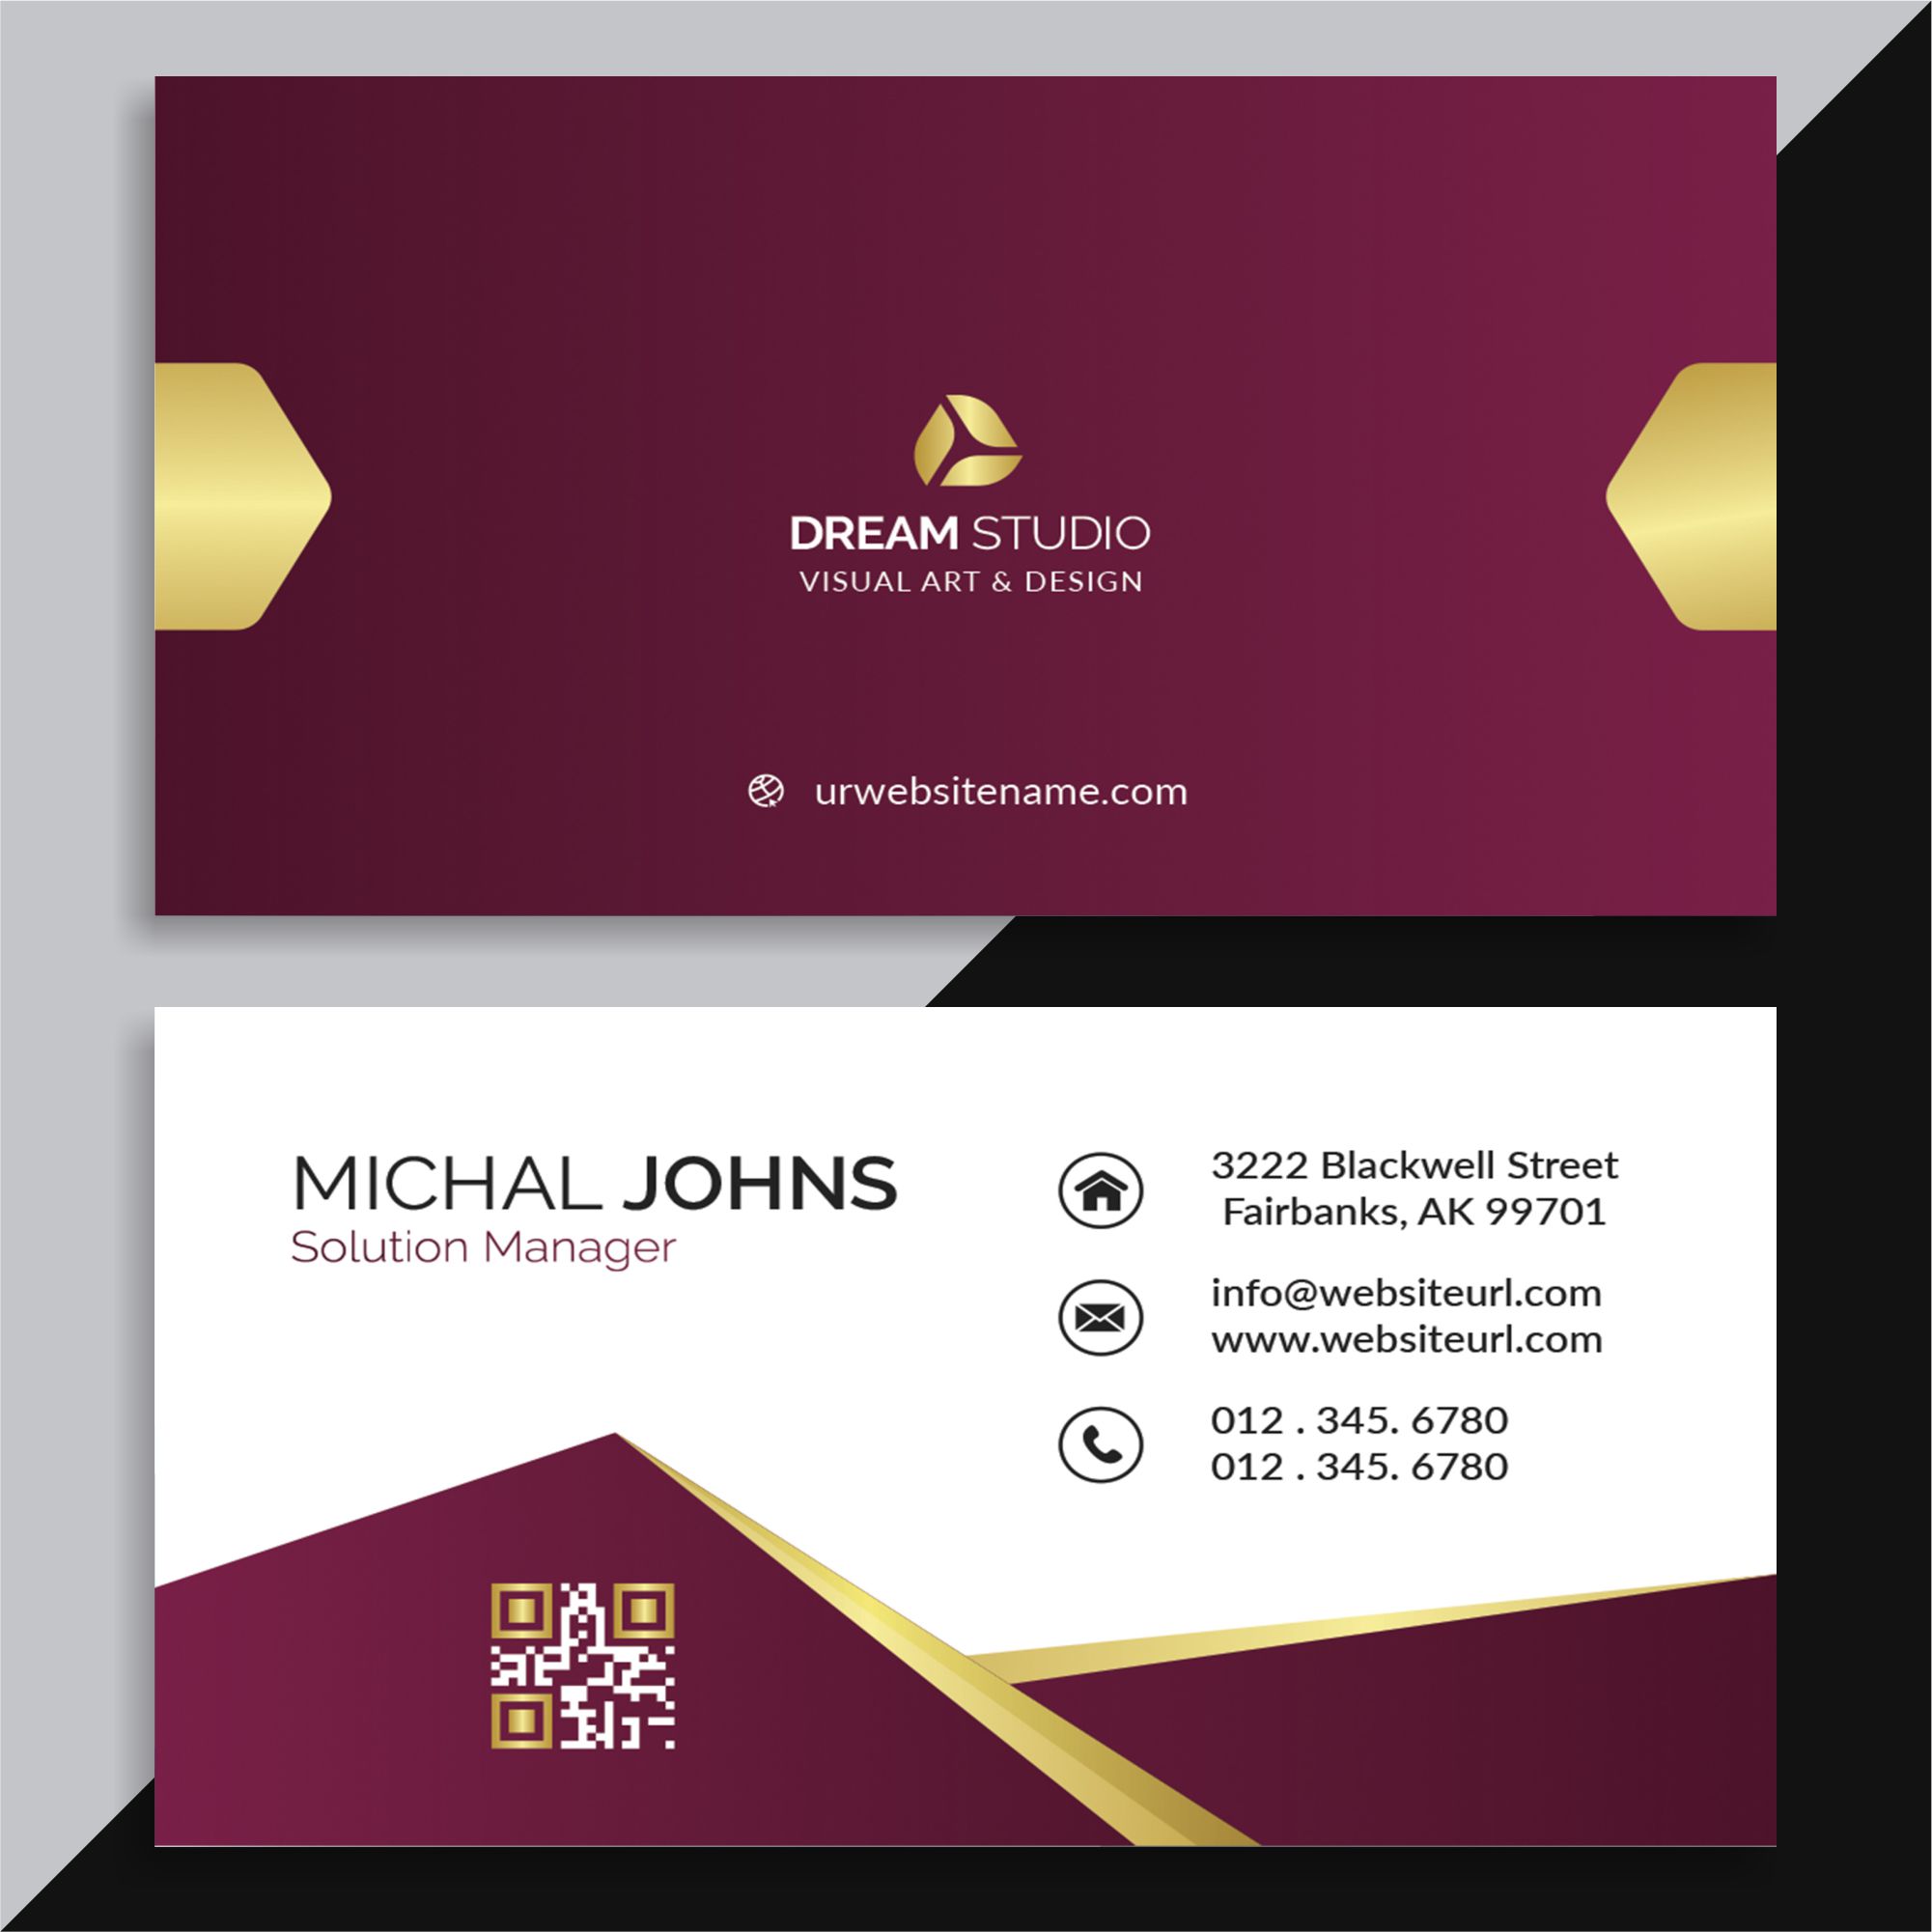 DREAM STUDIO
VISUAL ART & DESIGN
urwebsitename.com
MICHAL JOHNS
Solution Manager
3222 Blackwell Street
Fairbanks, AK 99701
info@websiteurl.com
www.websiteurl.com
012 . 345. 6780
012 . 345. 6780